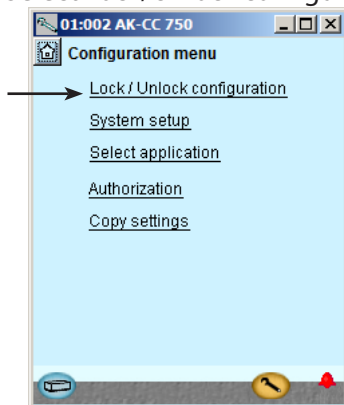 01:002 AK-CC 750
Configuration menu
Lock / Unlock configuration
System setup
Select application
Authorization
Copy settings